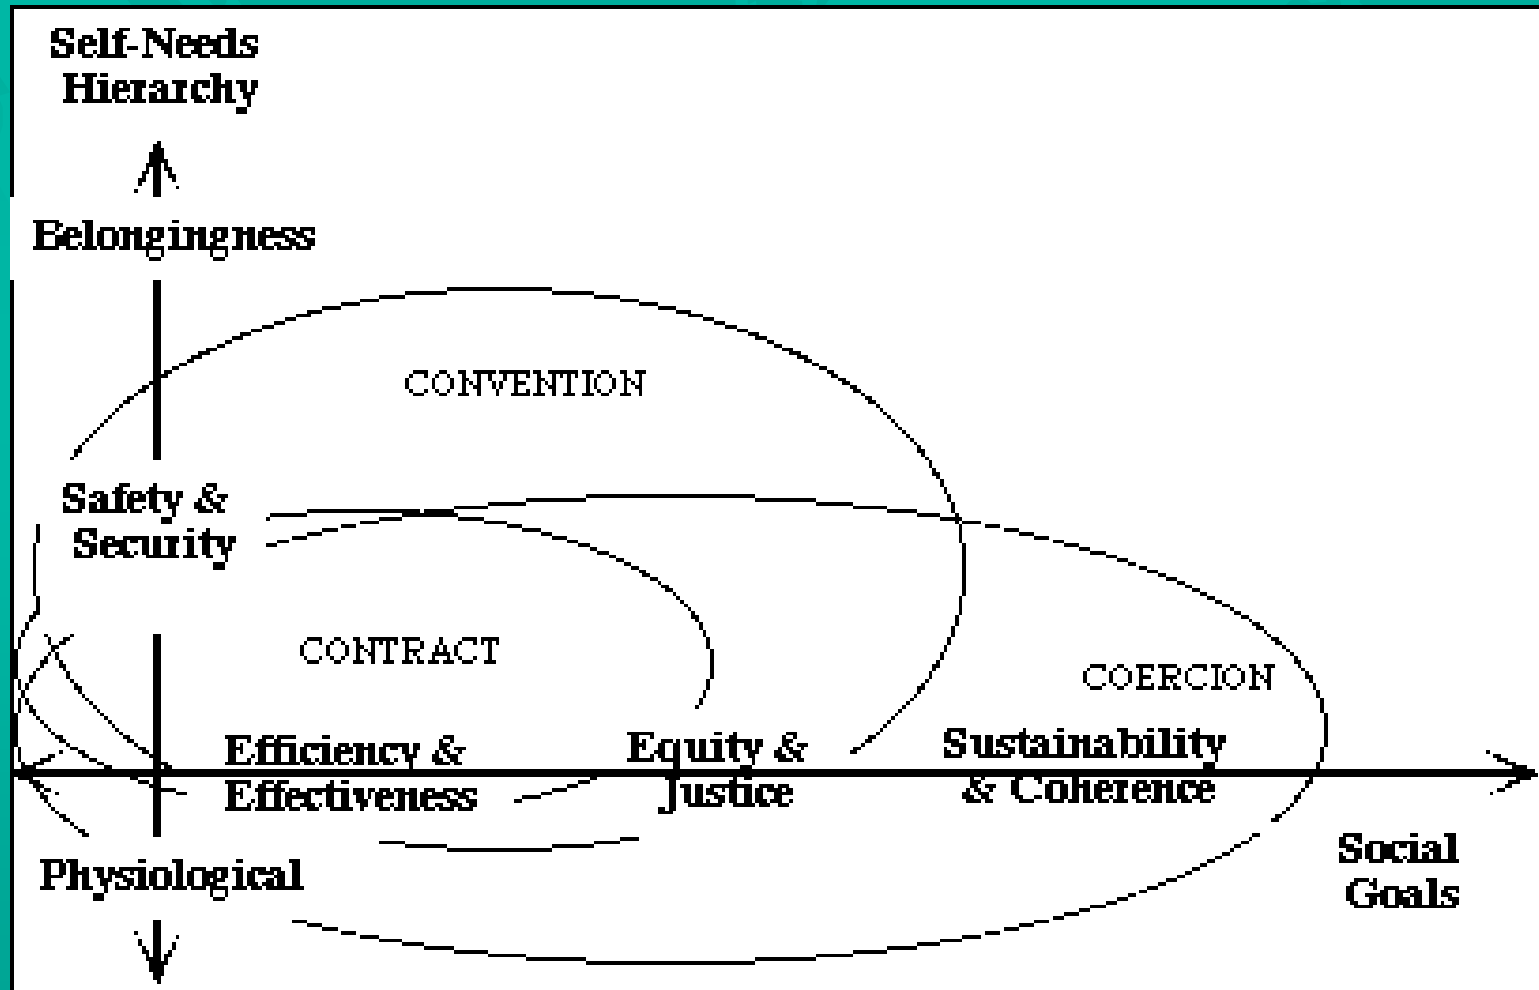 Self-Needs
Hierarchy
Belongingness
CONVENTION
Safety &
Security
CONTRACT
COERCION
Efficiency &
Effectiveness
Equity &
Justice
Sustainability
& Coherence
Physiological
Social
Goals